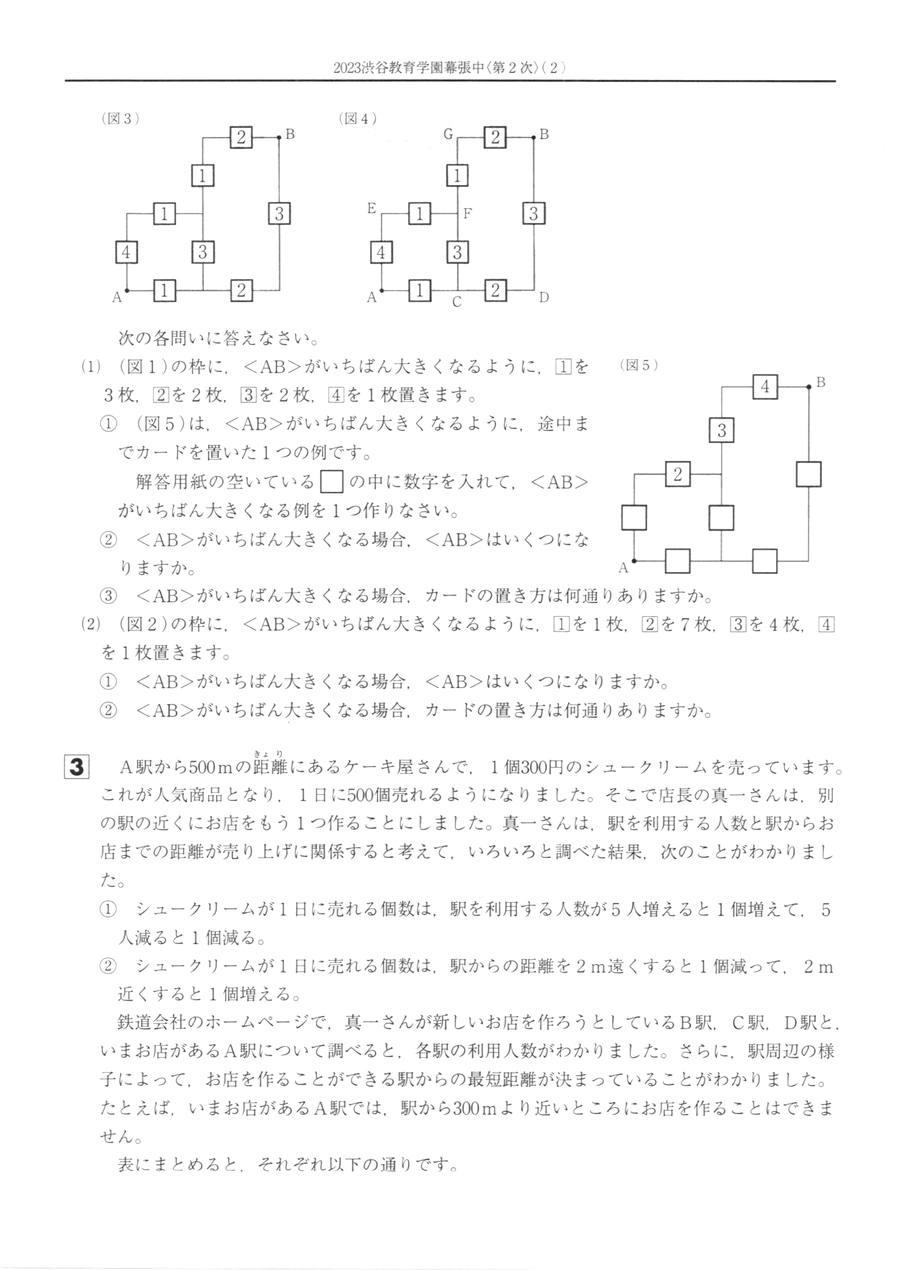 2023渋谷教育学園幕張中〈第2次〉(2)
(図3)
2
B
1
1
3
4
3
A
1
2
(図4)
G
2
B
1
E
1
F
3
4
3
A
1
C
2
D
次の各問いに答えなさい。
(1) (図1)の枠に,<AB>がいちばん大きくなるように,1を
3枚,2を2枚,3を2枚,4を1枚置きます。
① (図5)は,<AB>がいちばん大きくなるように,途中ま
でカードを置いた1つの例です。
解答用紙の空いている□の中に数字を入れて,<AB>
がいちばん大きくなる例を1つ作りなさい。
② <AB>がいちばん大きくなる場合,<AB>はいくつにな
りますか。
(図5)
4
B
3
2
A
③ <AB>がいちばん大きくなる場合,カードの置き方は何通りありますか。
(2) (図2)の枠に,<AB>がいちばん大きくなるように,1を1枚,2を7枚,3を4枚,4
を1枚置きます。
① <AB>がいちばん大きくなる場合,<AB>はいくつになりますか。
② <AB>がいちばん大きくなる場合,カードの置き方は何通りありますか。
きょり
3 A駅から500mの距離にあるケーキ屋さんで,1個300円のシュークリームを売っています。
これが人気商品となり,1日に500個売れるようになりました。そこで店長の真一さんは,別
の駅の近くにお店をもう1つ作ることにしました。真一さんは,駅を利用する人数と駅からお
店までの距離が売り上げに関係すると考えて,いろいろと調べた結果,次のことがわかりまし
た。
① シュークリームが1日に売れる個数は,駅を利用する人数が5人増えると1個増えて,5
人減ると1個減る。
② シュークリームが1日に売れる個数は,駅からの距離を2m遠くすると1個減って,2m
近くすると1個増える。
鉄道会社のホームページで,真一さんが新しいお店を作ろうとしているB駅,C駅,D駅と,
いまお店があるA駅について調べると,各駅の利用人数がわかりました。さらに,駅周辺の様
子によって,お店を作ることができる駅からの最短距離が決まっていることがわかりました。
たとえば,いまお店があるA駅では,駅から300mより近いところにお店を作ることはできま
せん。
表にまとめると,それぞれ以下の通りです。